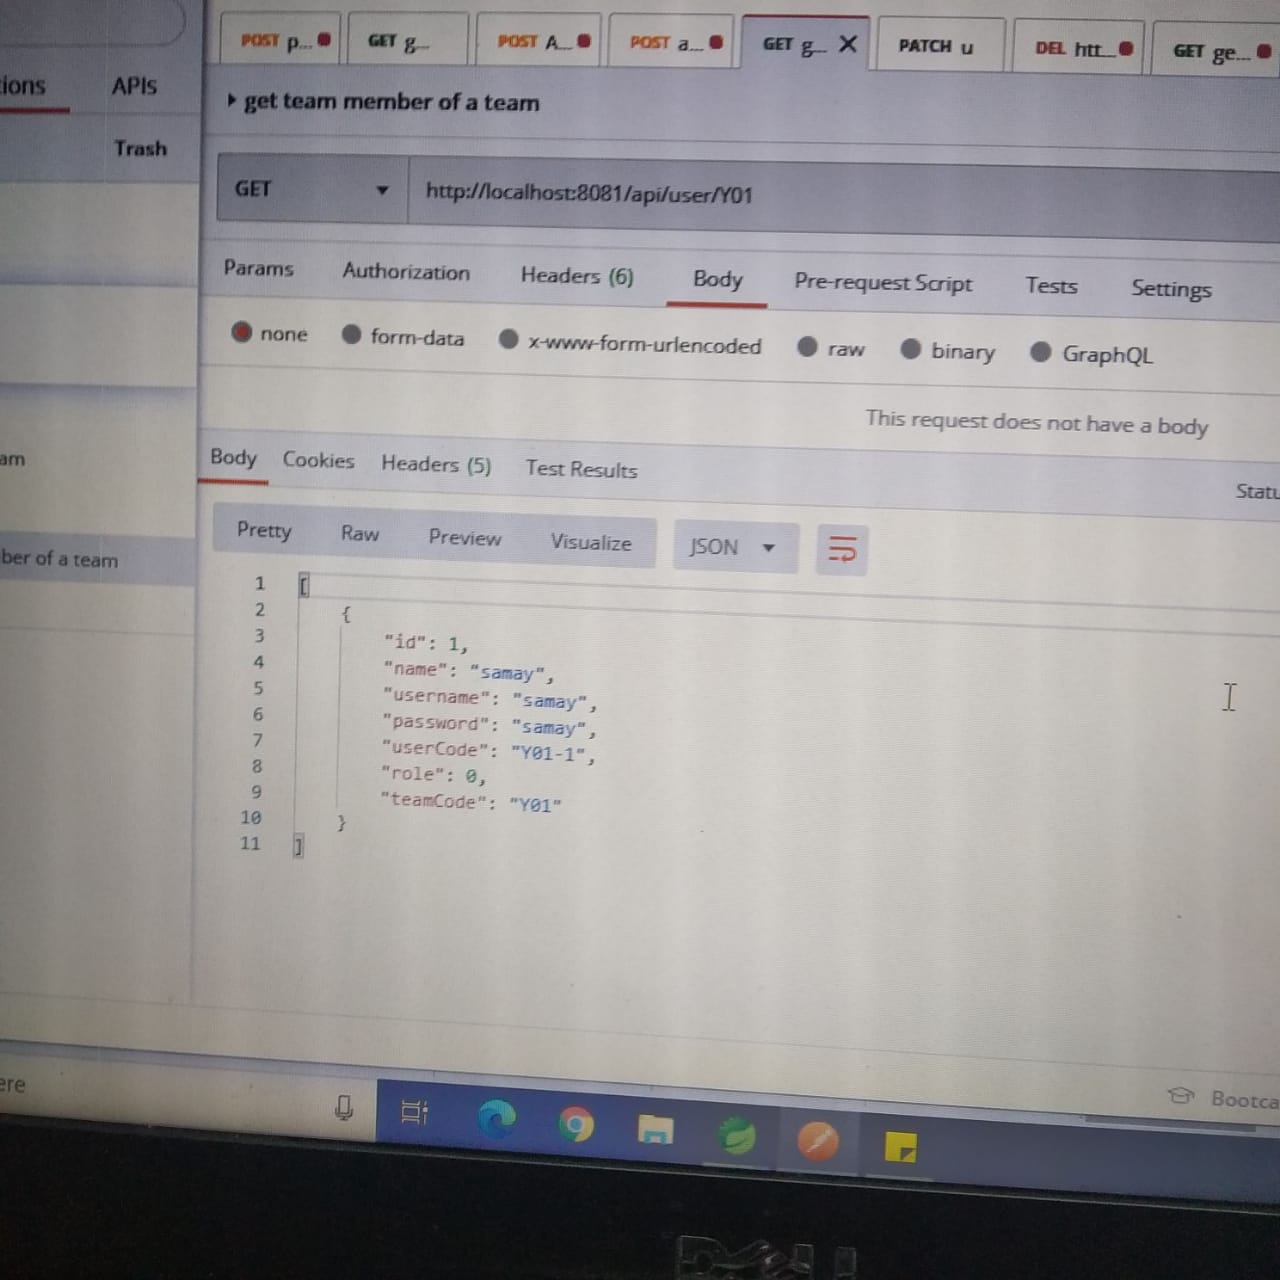 POST p... GET g... POST A... POST a... GET g... PATCH u DEL htt... GET ge...
ions APIs
Trash
get team member of a team
GET http://localhost:8081/api/user/Y01
Params Authorization Headers (6) Body Pre-request Script Tests Settings
none form-data x-www-form-urlencoded raw binary GraphQL
This request does not have a body
am
Body Cookies Headers (5) Test Results Statu
ber of a team
Pretty Raw Preview Visualize JSON
1 [
2 {
3 "id": 1,
4 "name": "samay",
5 "username": "samay",
6 "password": "samay",
7 "userCode": "Y01-1",
8 "role": 0,
9 "teamCode": "Y01"
10 }
11 ]
Bootca
ere
DELL